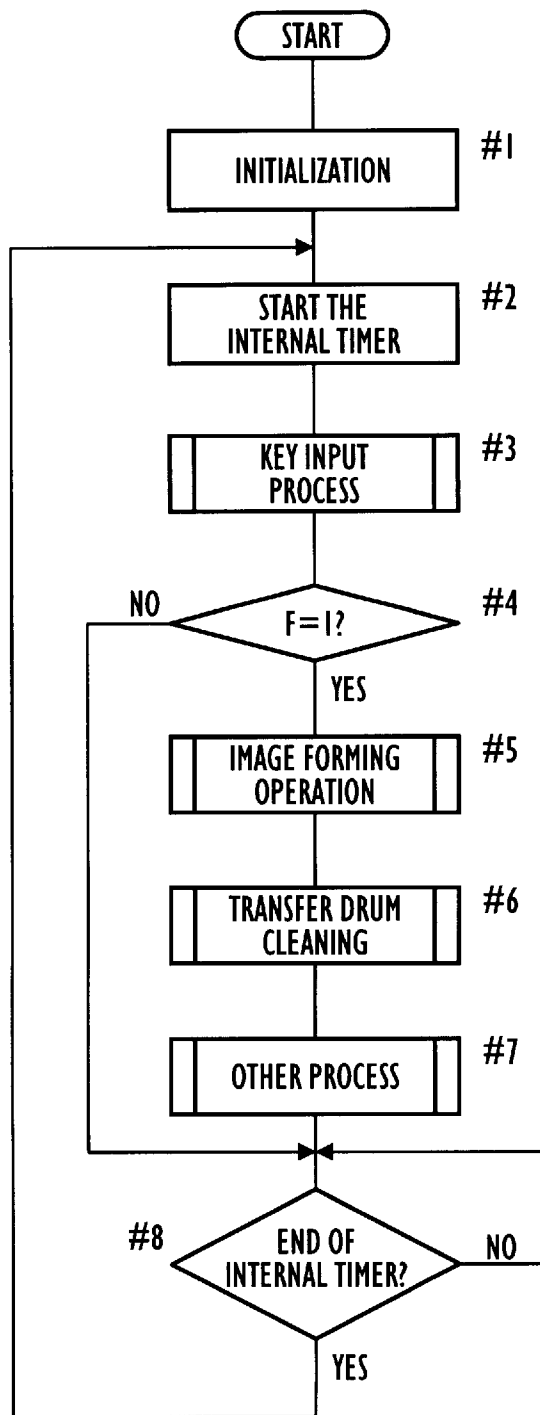 START
INITIALIZATION
#1
START THE
INTERNAL TIMER
#2
KEY INPUT
PROCESS
#3
NO
F=1?
#4
YES
IMAGE FORMING
OPERATION
#5
TRANSFER DRUM
CLEANING
#6
OTHER PROCESS
#7
#8
END OF
INTERNAL TIMER?
NO
YES